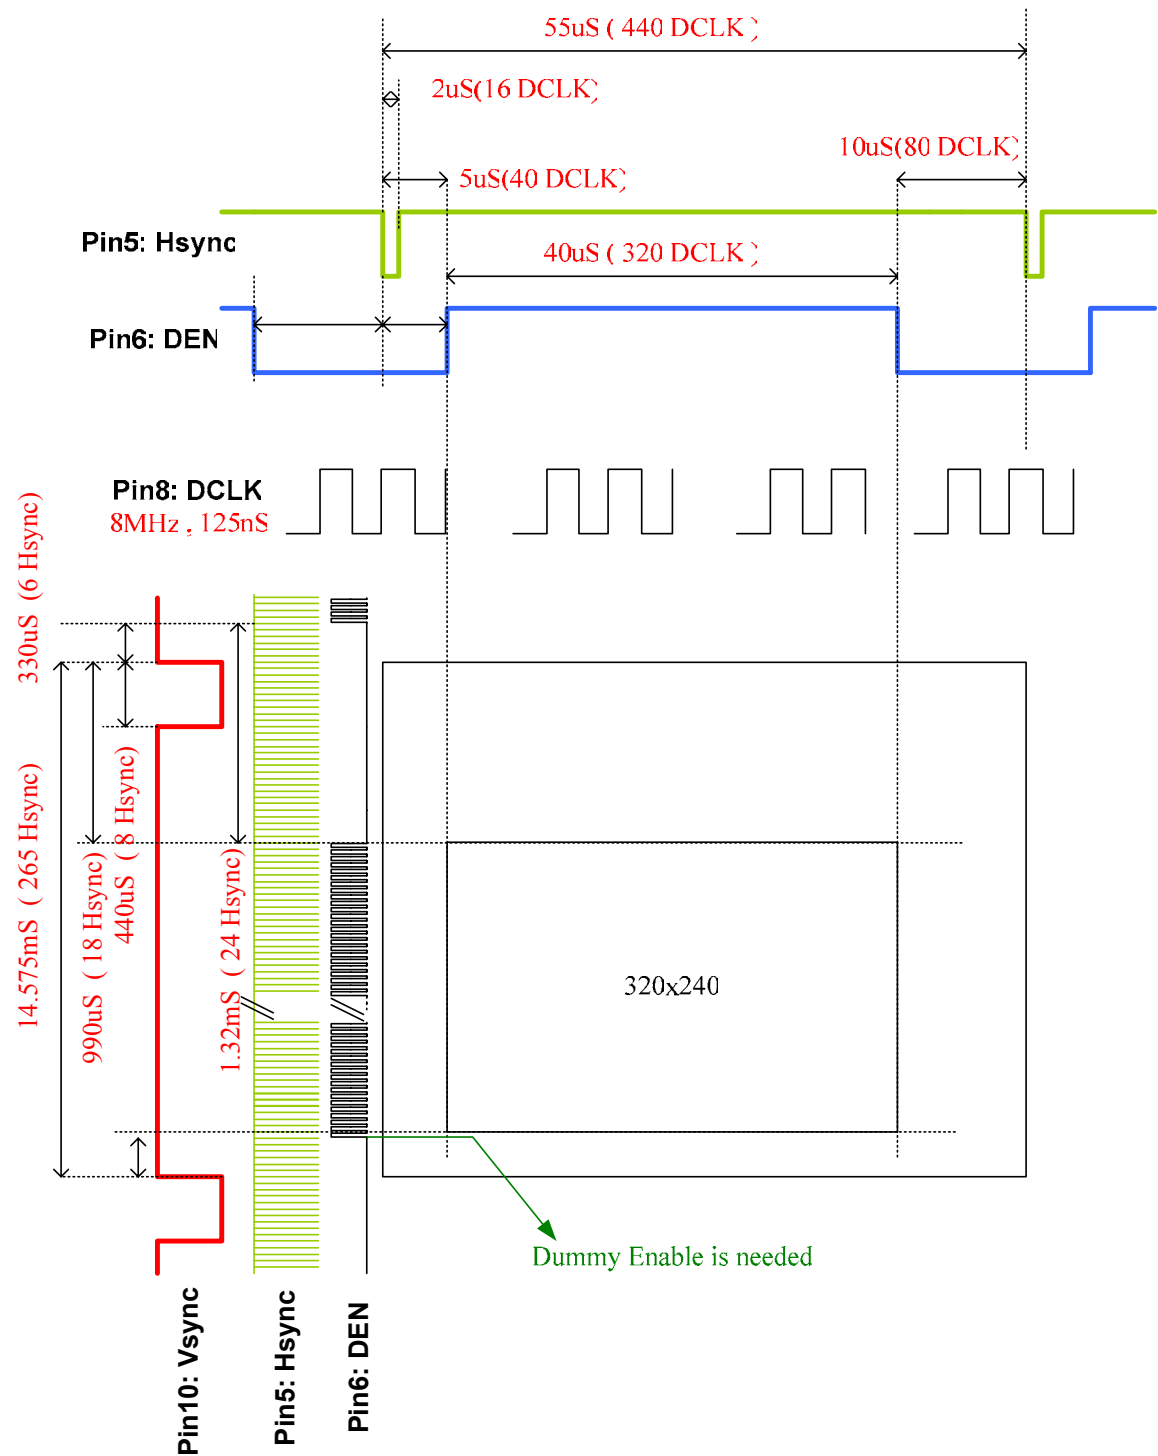 55uS ( 440 DCLK )
2uS(16 DCLK)
10uS(80 DCLK)
5uS(40 DCLK)
Pin5: Hsync
40uS ( 320 DCLK )
Pin6: DEN
Pin8: DCLK
8MHz , 125nS
330uS (6 Hsync)
14.575mS ( 265 Hsync)
990uS ( 18 Hsync)
440uS ( 8 Hsync)
1.32mS ( 24 Hsync)
320x240
Dummy Enable is needed
Pin10: Vsync
Pin5: Hsync
Pin6: DEN